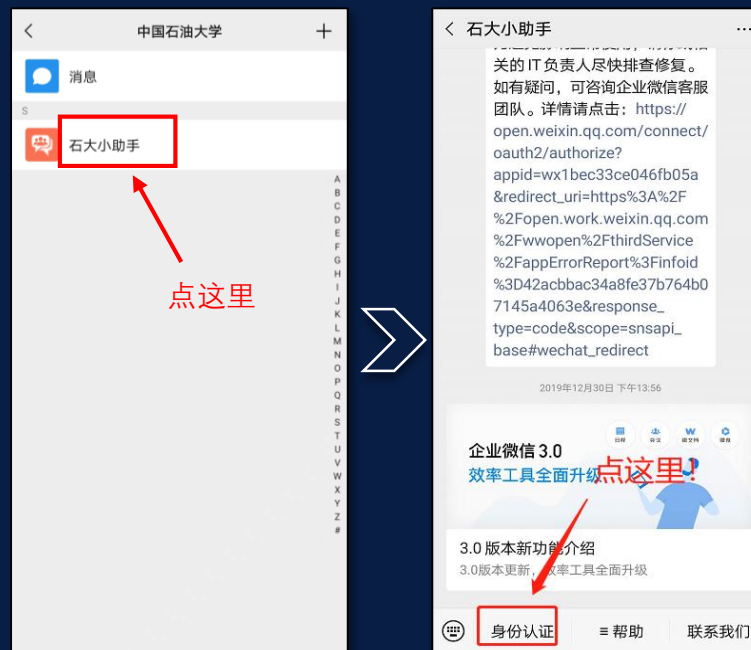 中国石油大学
消息
S
石大小助手
A
B
C
D
E
F
G
H
I
J
K
L
M
N
O
P
Q
R
S
T
U
V
W
X
Y
Z
#
点这里
石大小助手
关的IT负责人尽快排查修复。
如有疑问，可咨询企业微信客服
团队。详情请点击：https://
open.weixin.qq.com/connect/
oauth2/authorize?
appid=wx1bec33ce046fb05a
&redirect_uri=https%3A%2F
%2Fopen.work.weixin.qq.com
%2Fwwopen%2FthirdService
%2FappErrorReport%3Finfoid
%3D42acbbac34a8fe37b764b0
7145a4063e&response_
type=code&scope=snsapi_
base#wechat_redirect
2019年12月30日 下午13:56
企业微信3.0
效率工具全面升级
点这里！
3.0 版本新功能介绍
3.0版本更新，效率工具全面升级
身份认证
≡ 帮助
联系我们